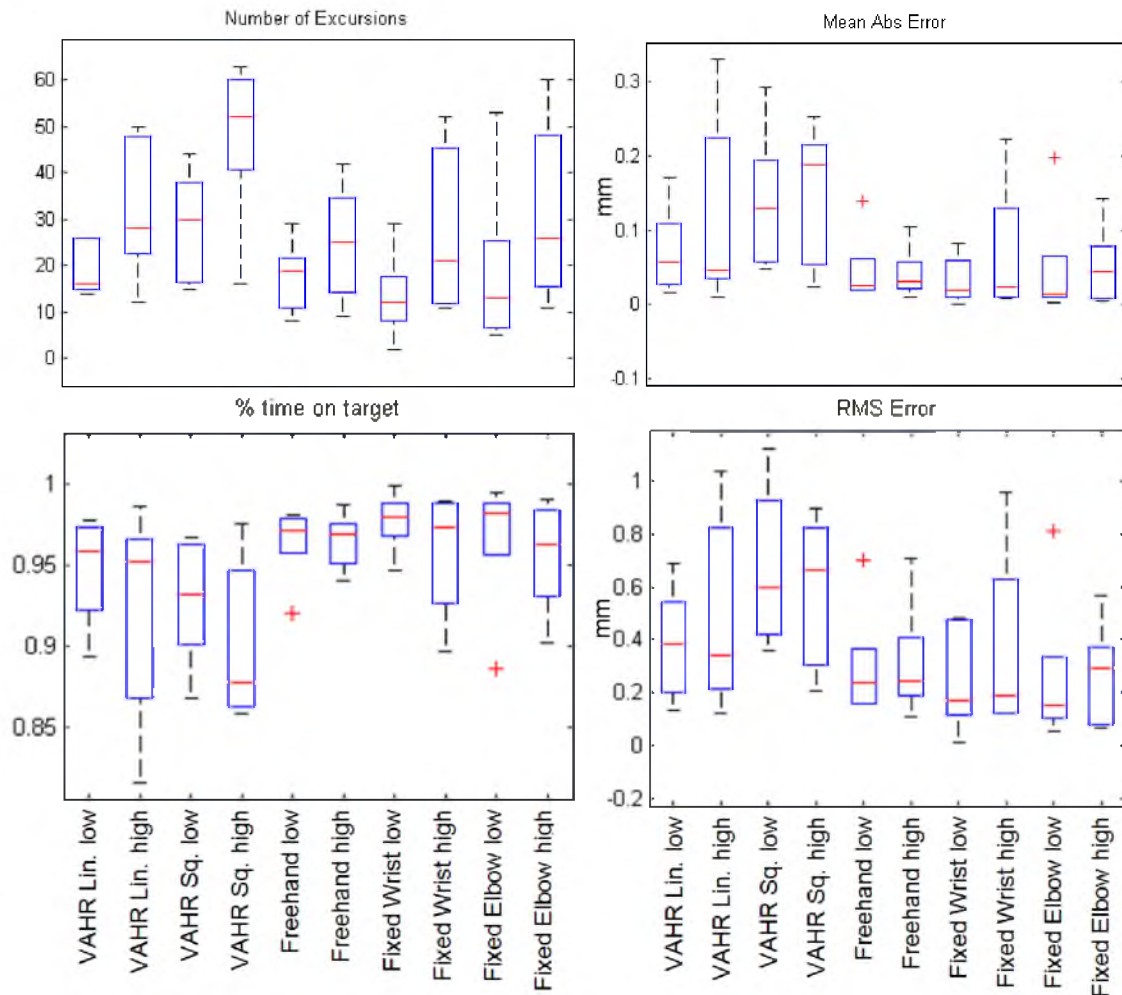 Number of Excursions
60
50
40
30
20
10
0
Mean Abs Error
0.3
0.2
0.1
0
-0.1
mm
% time on target
1
0.95
0.9
0.85
VAHR Lin. low
VAHR Lin. high
VAHR Sq. low
VAHR Sq. high
Freehand low
Freehand high
Fixed Wrist low
Fixed Wrist high
Fixed Elbow low
Fixed Elbow high
RMS Error
1
0.8
0.6
0.4
0.2
0
-0.2
mm
VAHR Lin. low
VAHR Lin. high
VAHR Sq. low
VAHR Sq. high
Freehand low
Freehand high
Fixed Wrist low
Fixed Wrist high
Fixed Elbow low
Fixed Elbow high